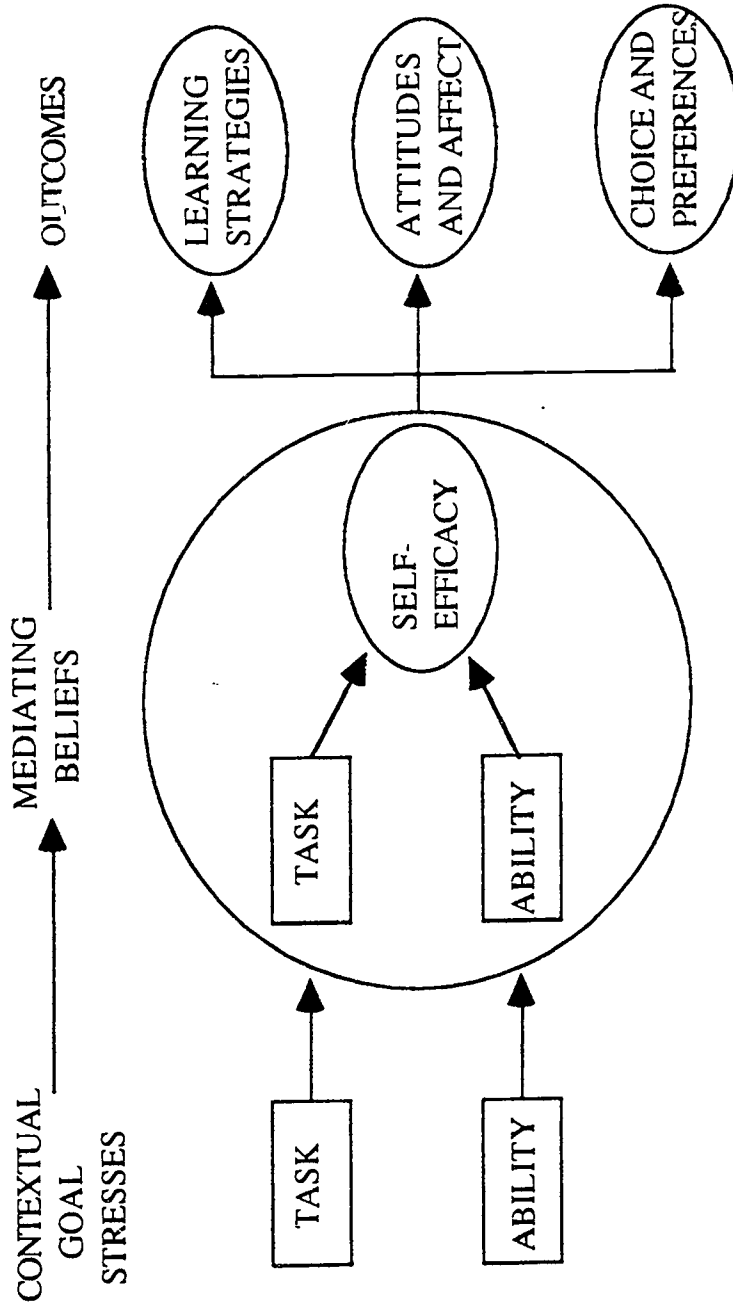 CONTEXTUAL
GOAL
STRESSES
MEDIATING
BELIEFS
OUTCOMES
TASK
ABILITY
TASK
ABILITY
SELF-
EFFICACY
LEARNING
STRATEGIES
ATTITUDES
AND AFFECT
CHOICE AND
PREFERENCES